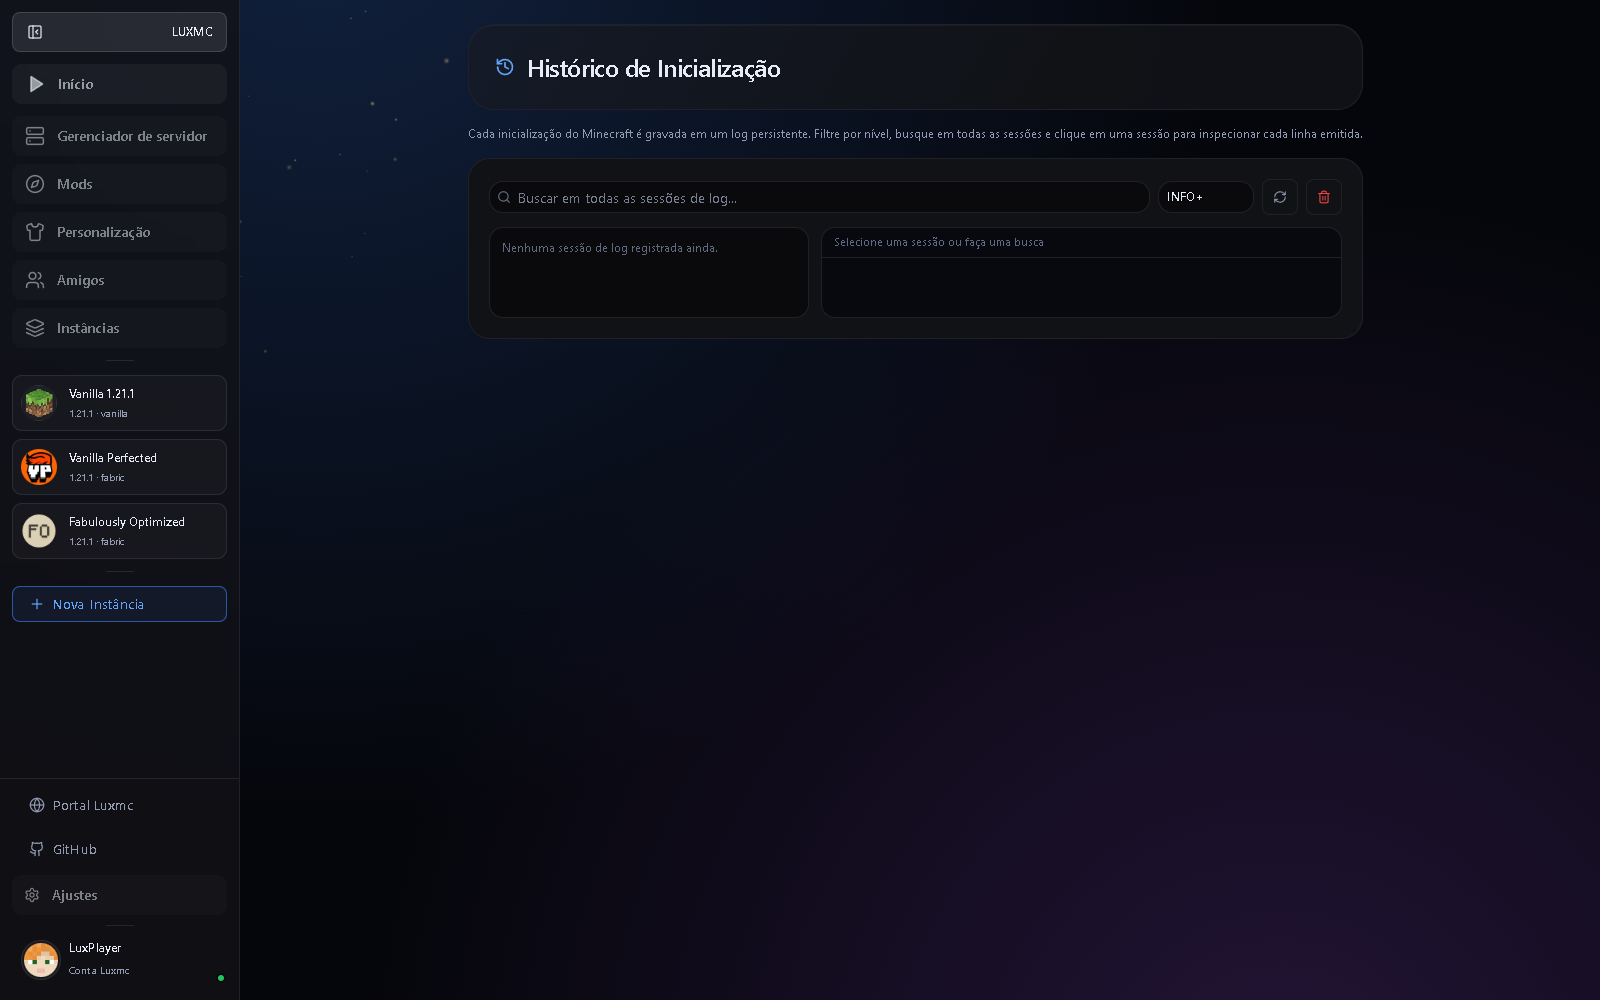 LUXMC
Início
Gerenciador de servidor
Mods
Personalização
Amigos
Instâncias
Vanilla 1.21.1
1.21.1 · vanilla
Vanilla Perfected
1.21.1 · fabric
Fabulously Optimized
1.21.1 · fabric
Nova Instância
Portal Luxmc
GitHub
Ajustes
LuxPlayer
Conta Luxmc
Histórico de Inicialização
Cada inicialização do Minecraft é gravada em um log persistente. Filtre por nível, busque em todas as sessões e clique em uma sessão para inspecionar cada linha emitida.
Buscar em todas as sessões de log...
INFO+
Nenhuma sessão de log registrada ainda.
Selecione uma sessão ou faça uma busca
VP
FO